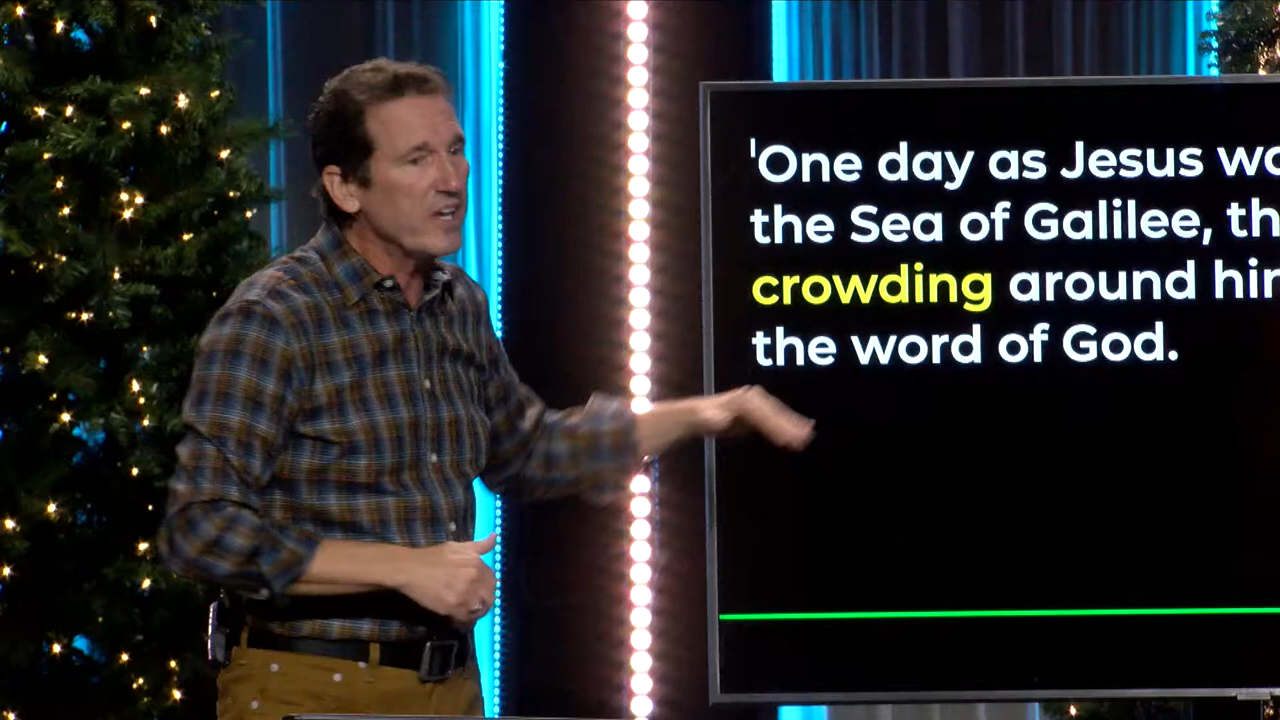 'One day as Jesus
the Sea of Galilee,
crowding around
the word of God.